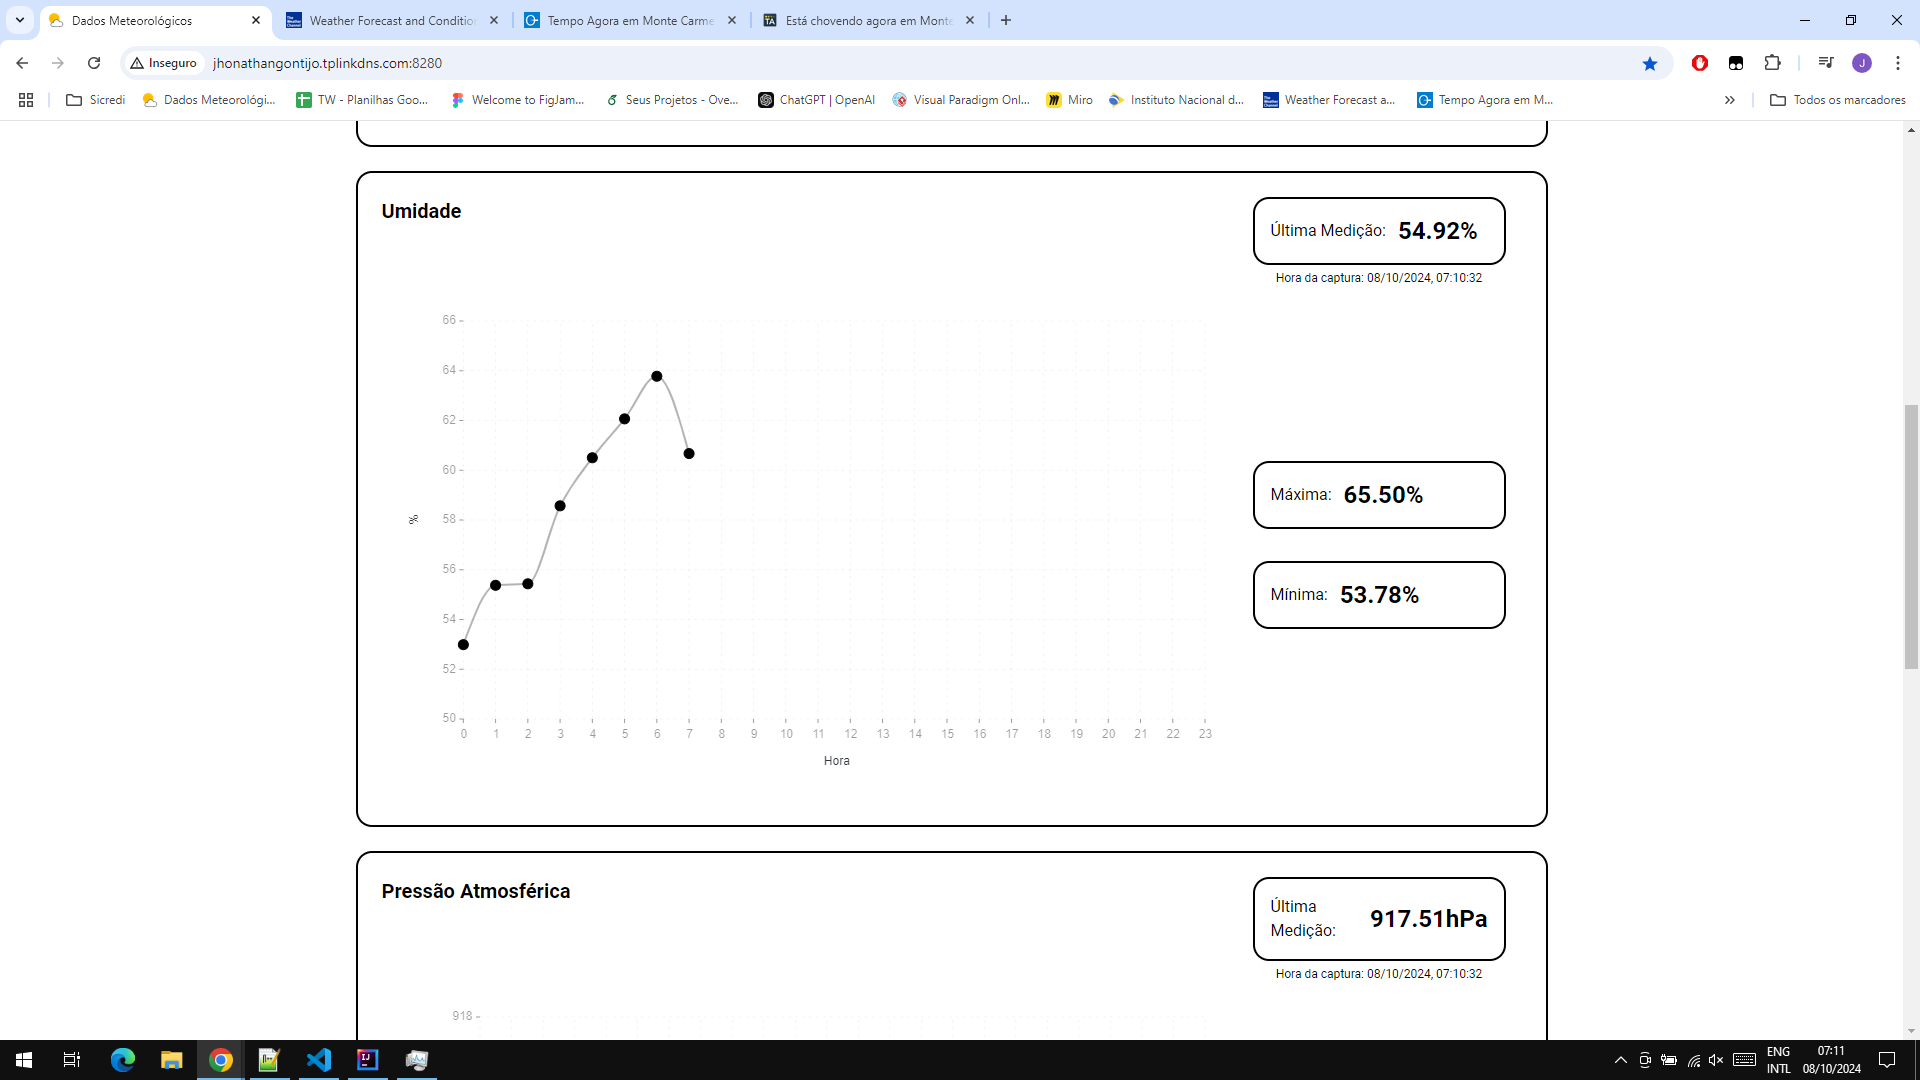 Dados Meteorológicos
Weather Forecast and Conditio
Tempo Agora em Monte Carme
Está chovendo agora em Monte
Inseguro
jhonathangontijo.tplinkdns.com:8280
Sicredi
Dados Meteorológi...
TW - Planilhas Goo...
Welcome to FigJam...
Seus Projetos - Ove...
ChatGPT | OpenAI
Visual Paradigm Onl...
Miro
Instituto Nacional d...
Weather Forecast a...
Tempo Agora em M...
Todos os marcadores
Umidade
Última Medição: 54.92%
Hora da captura: 08/10/2024, 07:10:32
66
64
62
60
58
56
54
52
50
%
0 1 2 3 4 5 6 7 8 9 10 11 12 13 14 15 16 17 18 19 20 21 22 23
Hora
Máxima: 65.50%
Mínima: 53.78%
Pressão Atmosférica
Última
Medição:
917.51hPa
Hora da captura: 08/10/2024, 07:10:32
918
ENG
INTL
07:11
08/10/2024